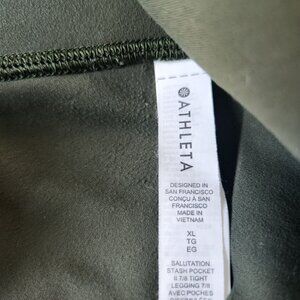 ATHLETA
DESIGNED IN
SAN FRANCISCO
CONÇU À SAN
FRANCISCO
MADE IN
VIETNAM
XL
TG
EG
SALUTATION
STASH POCKET
II 7/8 TIGHT
LEGGING 7/8
AVEC POCHES